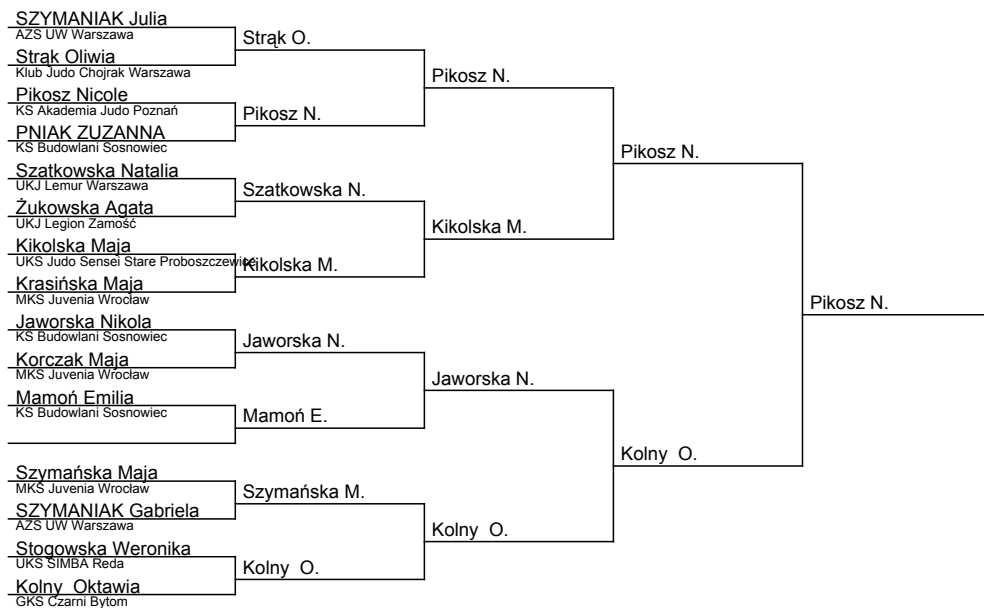 SZYMANIAK Julia
AZS UW Warszawa
Strąk Oliwia
Klub Judo Chojrak Warszawa
Pikosz Nicole
KS Akademia Judo Poznań
PNIAK ZUZANNA
KS Budowlani Sosnowiec
Szatkowska Natalia
UKJ Lemur Warszawa
Żukowska Agata
UKJ Legion Zamość
Kikolska Maja
UKS Judo Sensei Stare Proboszczewice
Krasińska Maja
MKS Juvenia Wrocław
Jaworska Nikola
KS Budowlani Sosnowiec
Korczak Maja
MKS Juvenia Wrocław
Mamoń Emilia
KS Budowlani Sosnowiec
Szymańska Maja
MKS Juvenia Wrocław
SZYMANIAK Gabriela
AZS UW Warszawa
Stogowska Weronika
UKS SIMBA Reda
Kolny  Oktawia
GKS Czarni Bytom
Strąk O.
Pikosz N.
Szatkowska N.
Kikolska M.
Jaworska N.
Mamoń E.
Szymańska M.
Kolny  O.
Pikosz N.
Kikolska M.
Jaworska N.
Kolny  O.
Pikosz N.
Kolny  O.
Pikosz N.